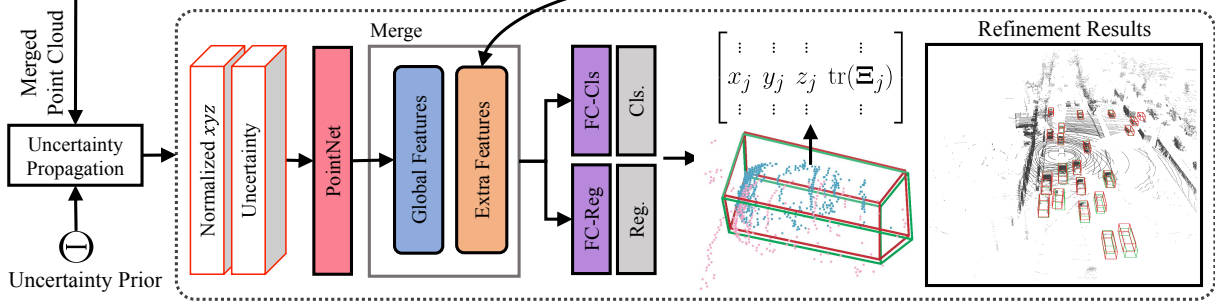 Merged
Point Cloud
Uncertainty
Propagation
I
Uncertainty Prior
Normalized xyz
Uncertainty
PointNet
Merge
Global Features
Extra Features
FC-Cls
Cls.
FC-Reg
Reg.
⋮ ⋮ ⋮ ⋮
x_j y_j z_j tr(Ξ_j)
⋮ ⋮ ⋮ ⋮
Refinement Results